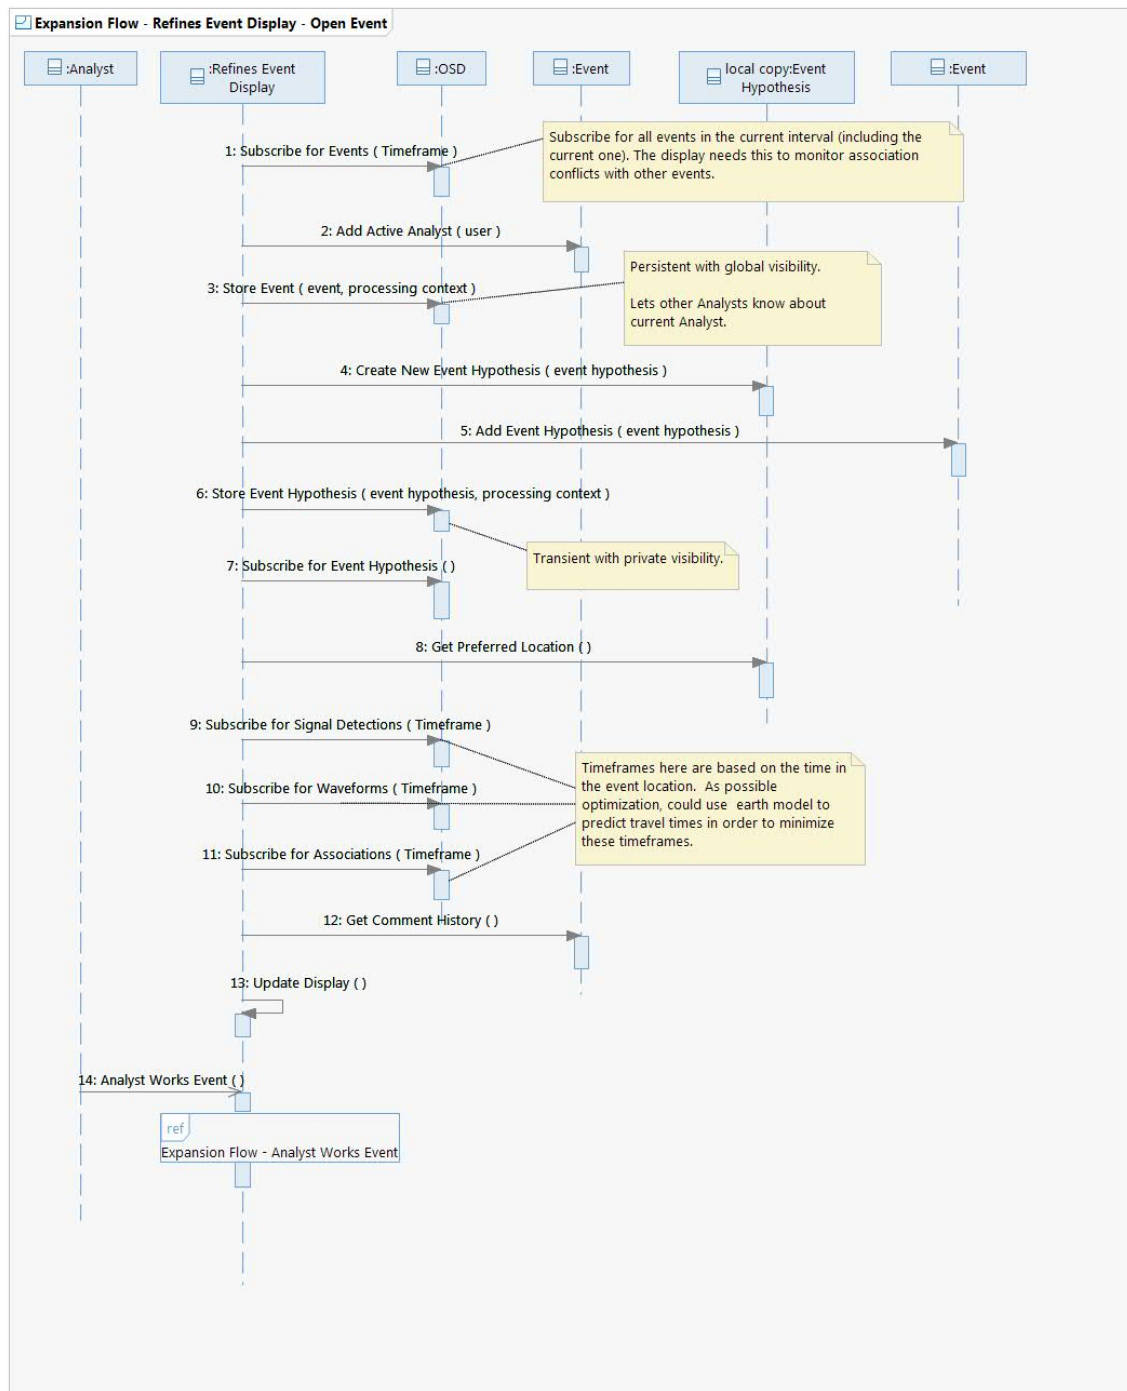 Expansion Flow - Refines Event Display - Open Event
:Analyst
:Refines Event
Display
:OSD
:Event
local copy:Event
Hypothesis
:Event
Subscribe for all events in the current interval (including the
current one). The display needs this to monitor association
conflicts with other events.
1: Subscribe for Events ( Timeframe )
2: Add Active Analyst ( user )
Persistent with global visibility.
Lets other Analysts know about
current Analyst.
3: Store Event ( event, processing context )
4: Create New Event Hypothesis ( event hypothesis )
5: Add Event Hypothesis ( event hypothesis )
6: Store Event Hypothesis ( event hypothesis, processing context )
Transient with private visibility.
7: Subscribe for Event Hypothesis ( )
8: Get Preferred Location ( )
9: Subscribe for Signal Detections ( Timeframe )
Timeframes here are based on the time in
the event location.  As possible
optimization, could use  earth model to
predict travel times in order to minimize
these timeframes.
10: Subscribe for Waveforms ( Timeframe )
11: Subscribe for Associations ( Timeframe )
12: Get Comment History ( )
13: Update Display ( )
14: Analyst Works Event ( )
ref
Expansion Flow - Analyst Works Event